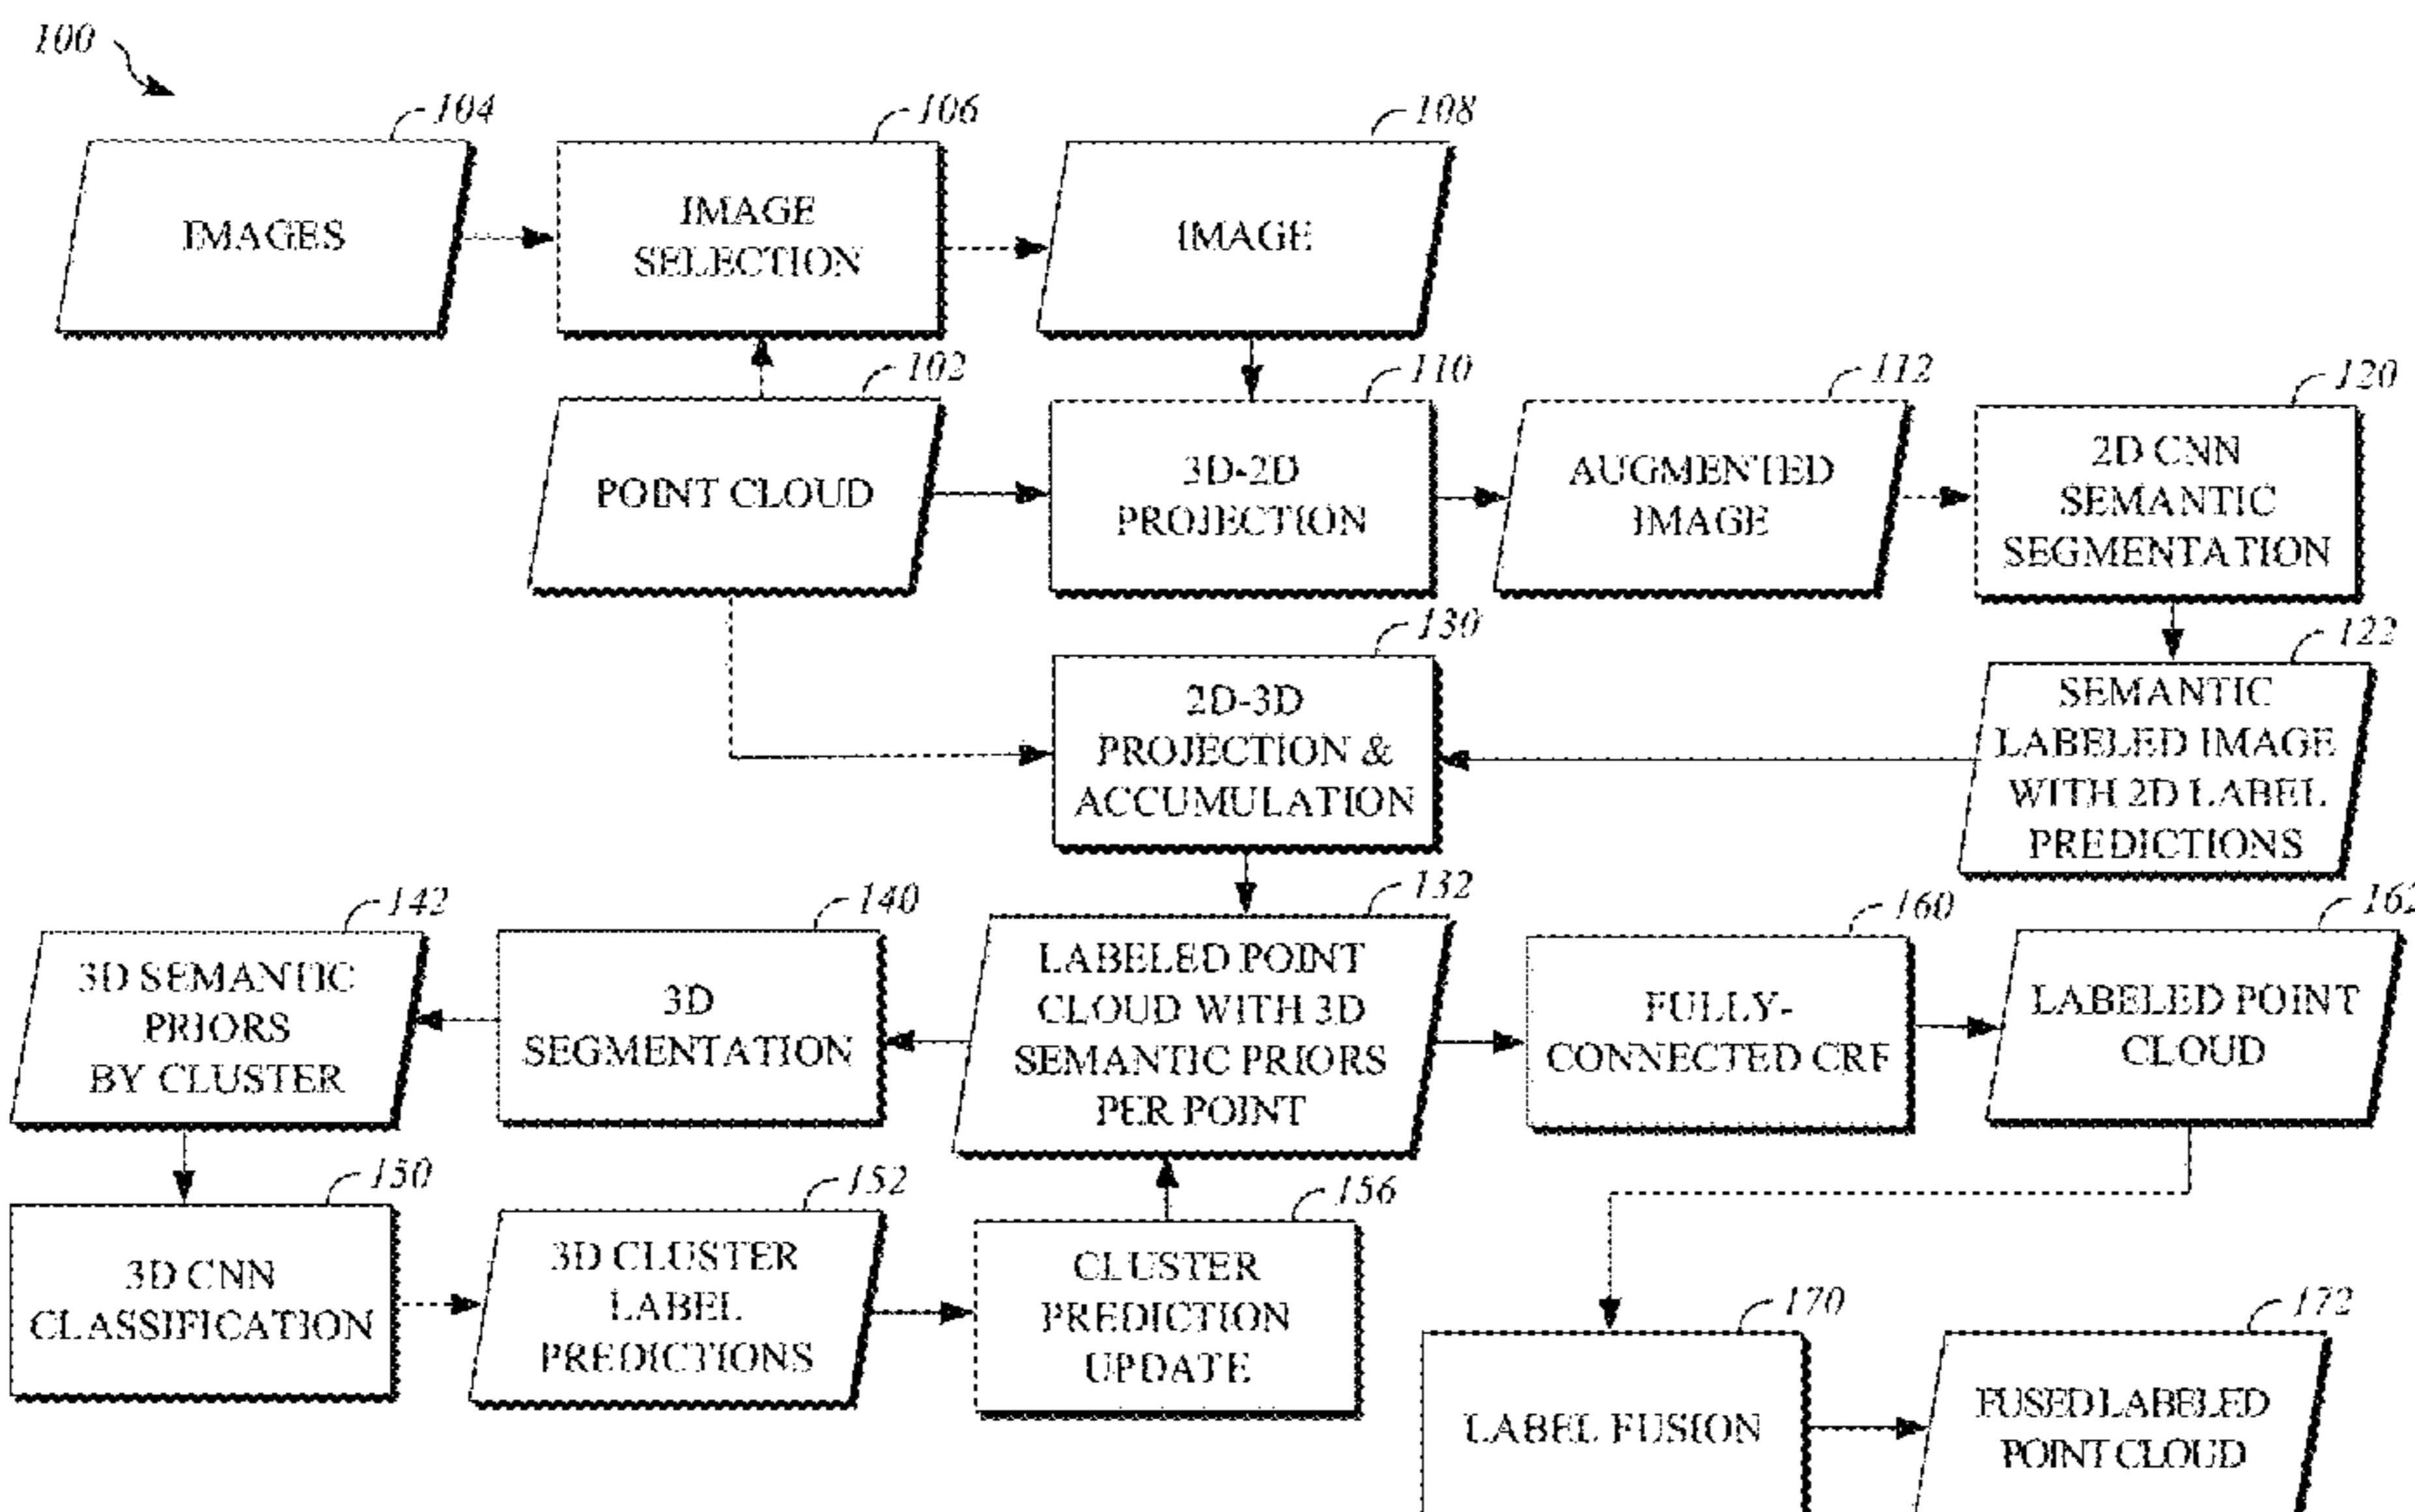 100
104
106
108
IMAGES
IMAGE
SELECTION
IMAGE
102
110
112
120
POINT CLOUD
3D-2D
PROJECTION
AUGMENTED
IMAGE
2D CNN
SEMANTIC
SEGMENTATION
130
122
2D-3D
PROJECTION &
ACCUMULATION
SEMANTIC
LABELED IMAGE
WITH 2D LABEL
PREDICTIONS
142
140
132
160
162
3D SEMANTIC
PRIORS
BY CLUSTER
3D
SEGMENTATION
LABELED POINT
CLOUD WITH 3D
SEMANTIC PRIORS
PER POINT
FULLY-
CONNECTED CRF
LABELED POINT
CLOUD
150
152
156
3D CNN
CLASSIFICATION
3D CLUSTER
LABEL
PREDICTIONS
CLUSTER
PREDICTION
UPDATE
170
172
LABEL FUSION
FUSED LABELED
POINT CLOUD